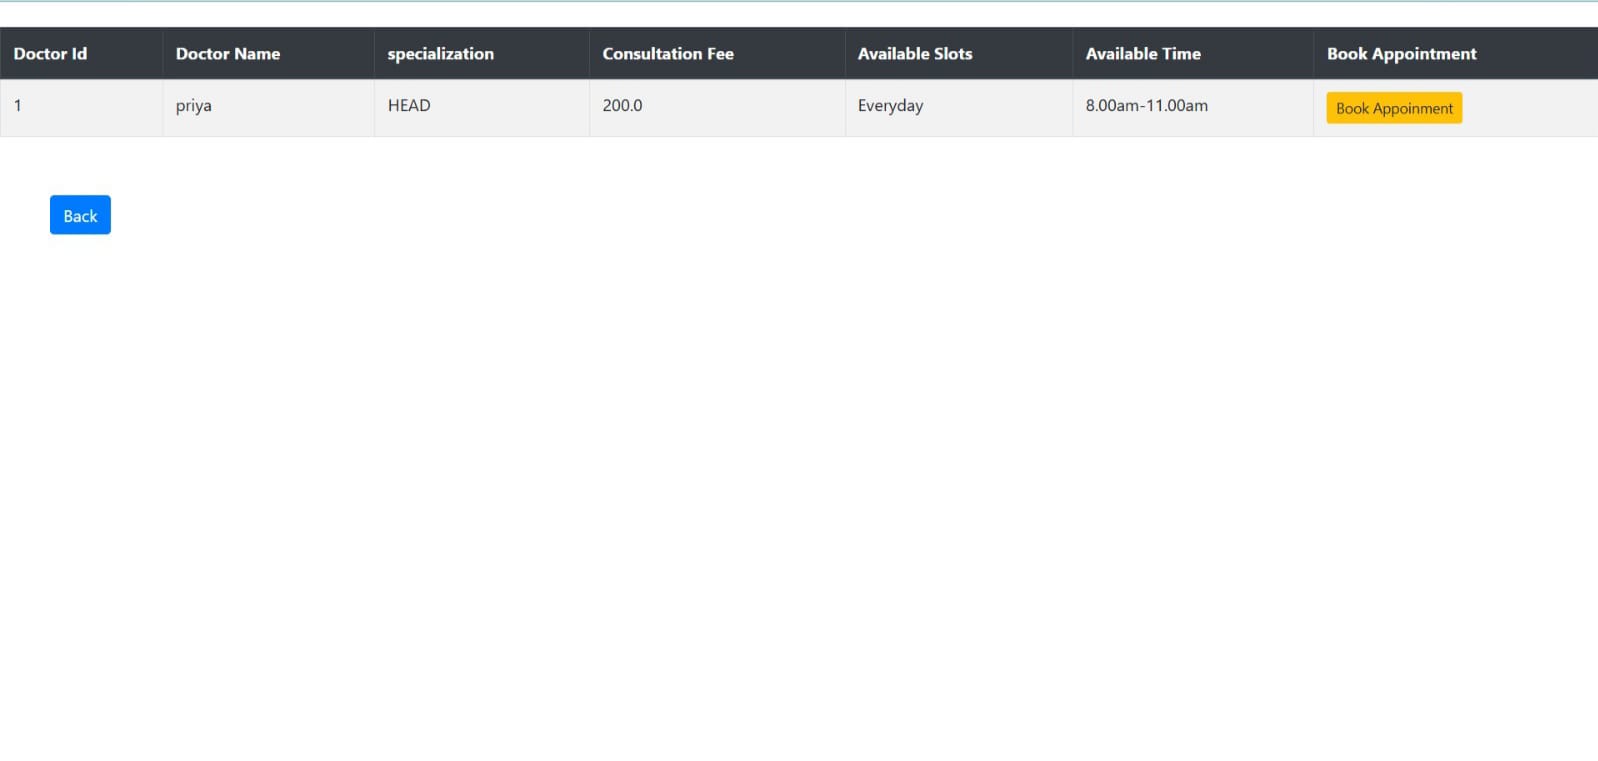 Doctor Id Doctor Name specialization Consultation Fee Available Slots Available Time Book Appointment
1 priya HEAD 200.0 Everyday 8.00am-11.00am Book Appoinment
Back